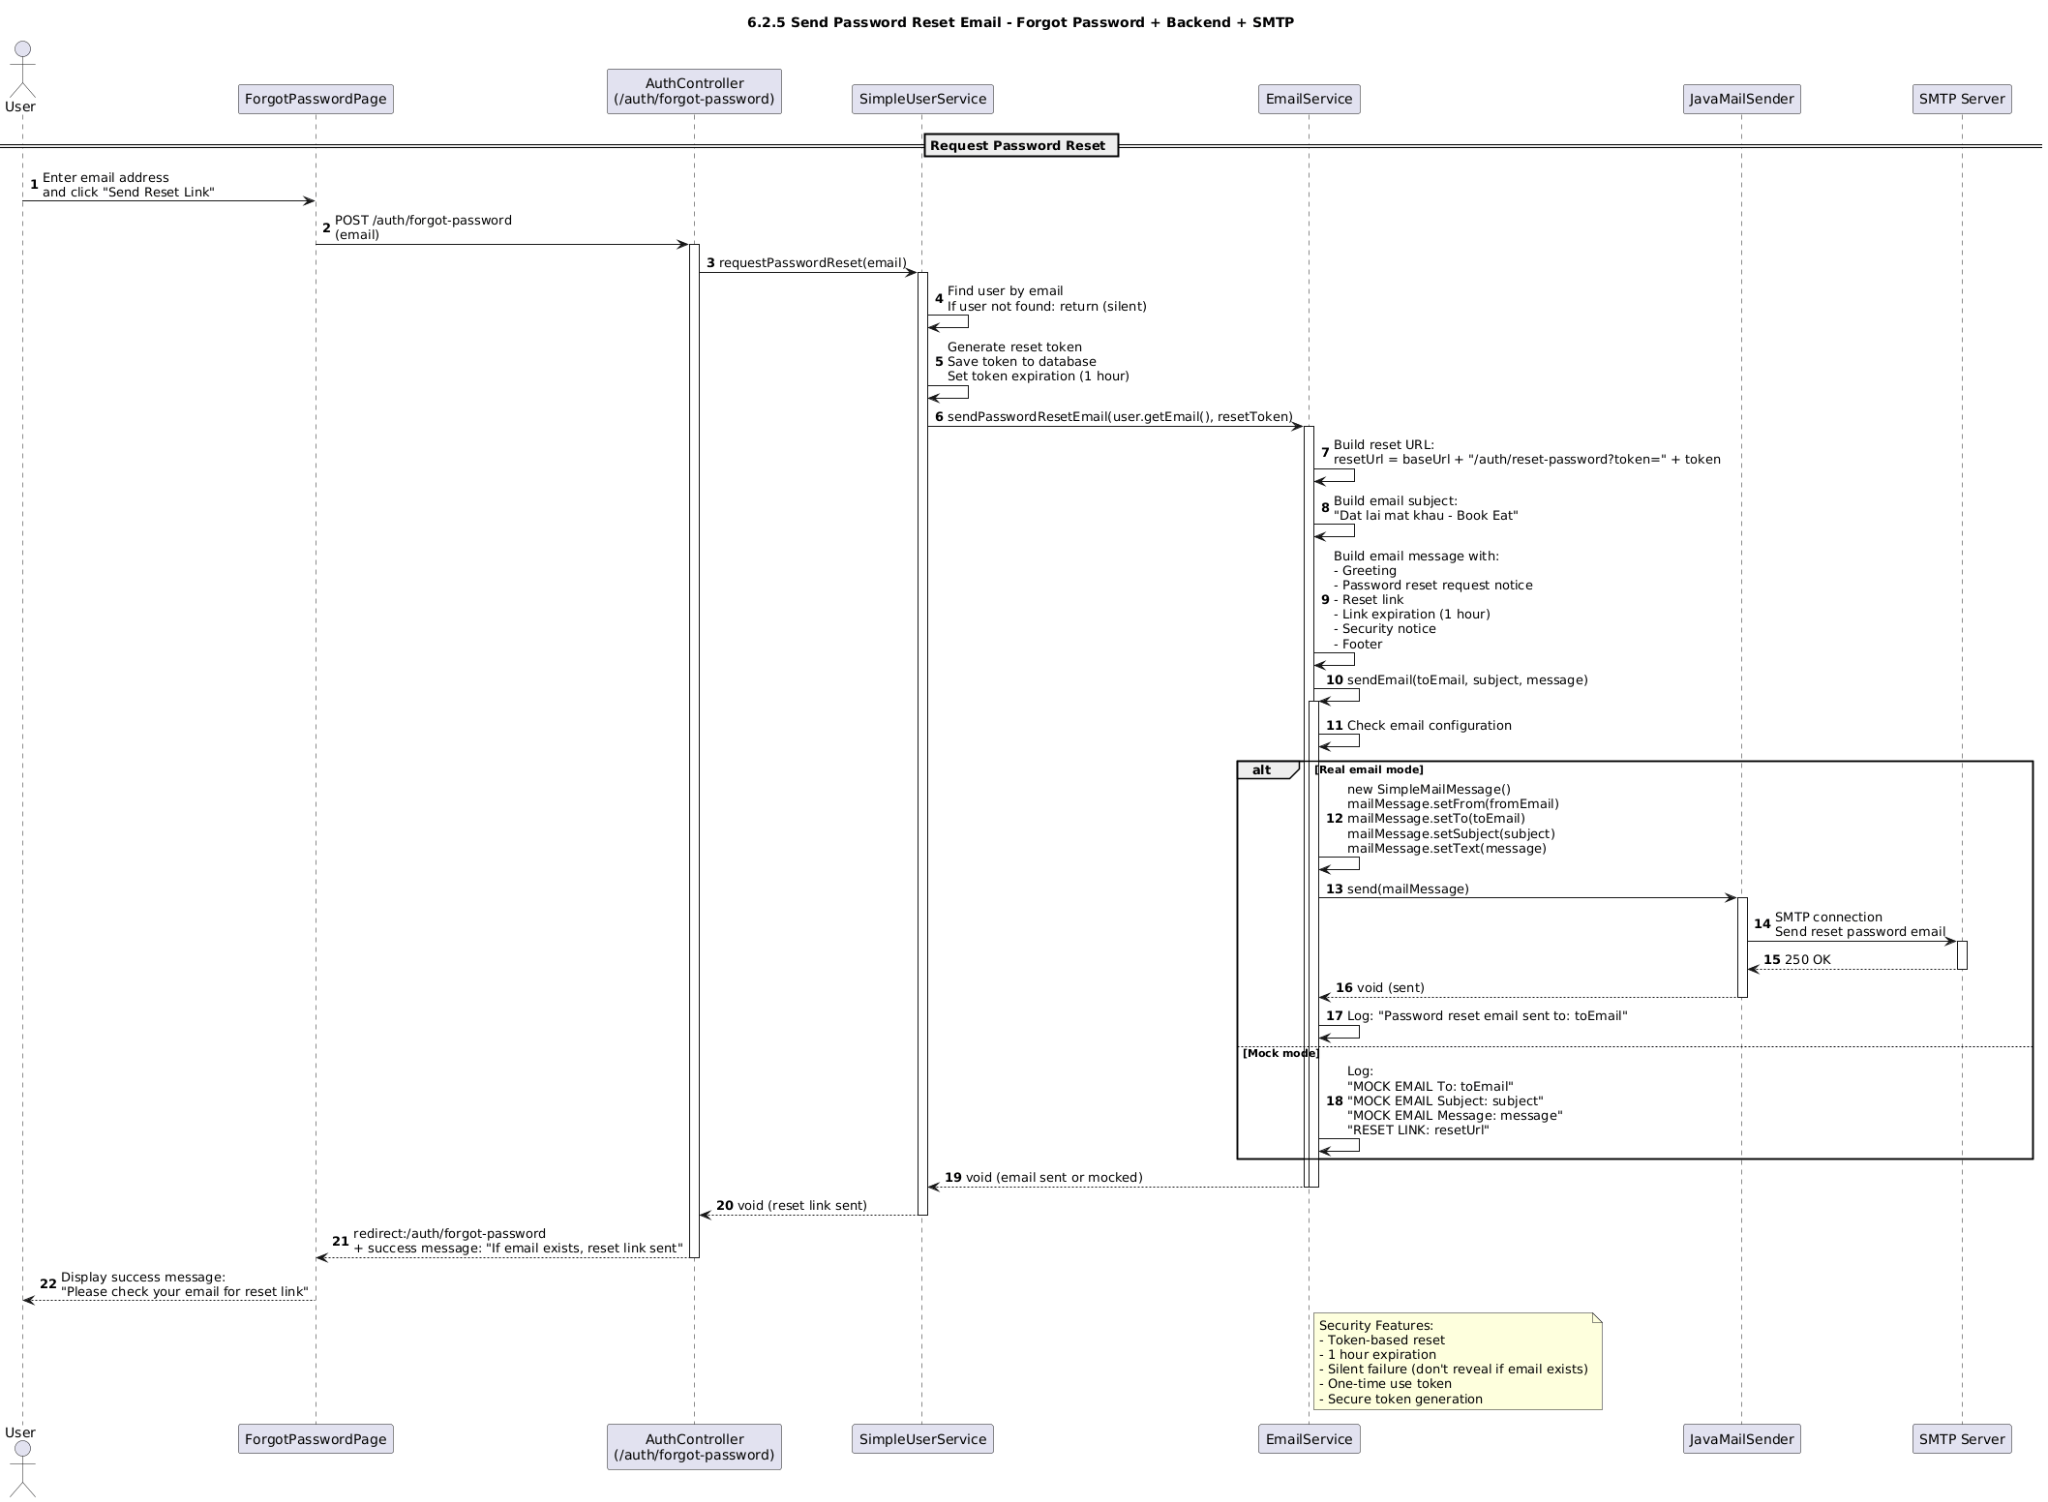 6.2.5 Send Password Reset Email - Forgot Password + Backend + SMTP
User
ForgotPasswordPage
AuthController
(/auth/forgot-password)
SimpleUserService
EmailService
JavaMailSender
SMTP Server
Request Password Reset
1 Enter email address
and click "Send Reset Link"
2 POST /auth/forgot-password
(email)
3 requestPasswordReset(email)
4 Find user by email
If user not found: return (silent)
5 Generate reset token
Save token to database
Set token expiration (1 hour)
6 sendPasswordResetEmail(user.getEmail(), resetToken)
7 Build reset URL:
resetUrl = baseUrl + "/auth/reset-password?token=" + token
8 Build email subject:
"Dat lai mat khau - Book Eat"
Build email message with:
- Greeting
- Password reset request notice
9 - Reset link
- Link expiration (1 hour)
- Security notice
- Footer
10 sendEmail(toEmail, subject, message)
11 Check email configuration
alt [Real email mode]
new SimpleMailMessage()
mailMessage.setFrom(fromEmail)
12 mailMessage.setTo(toEmail)
mailMessage.setSubject(subject)
mailMessage.setText(message)
13 send(mailMessage)
14 SMTP connection
Send reset password email
15 250 OK
16 void (sent)
17 Log: "Password reset email sent to: toEmail"
[Mock mode]
Log:
"MOCK EMAIL To: toEmail"
18 "MOCK EMAIL Subject: subject"
"MOCK EMAIL Message: message"
"RESET LINK: resetUrl"
19 void (email sent or mocked)
20 void (reset link sent)
21 redirect:/auth/forgot-password
+ success message: "If email exists, reset link sent"
22 Display success message:
"Please check your email for reset link"
Security Features:
- Token-based reset
- 1 hour expiration
- Silent failure (don't reveal if email exists)
- One-time use token
- Secure token generation
User
ForgotPasswordPage
AuthController
(/auth/forgot-password)
SimpleUserService
EmailService
JavaMailSender
SMTP Server